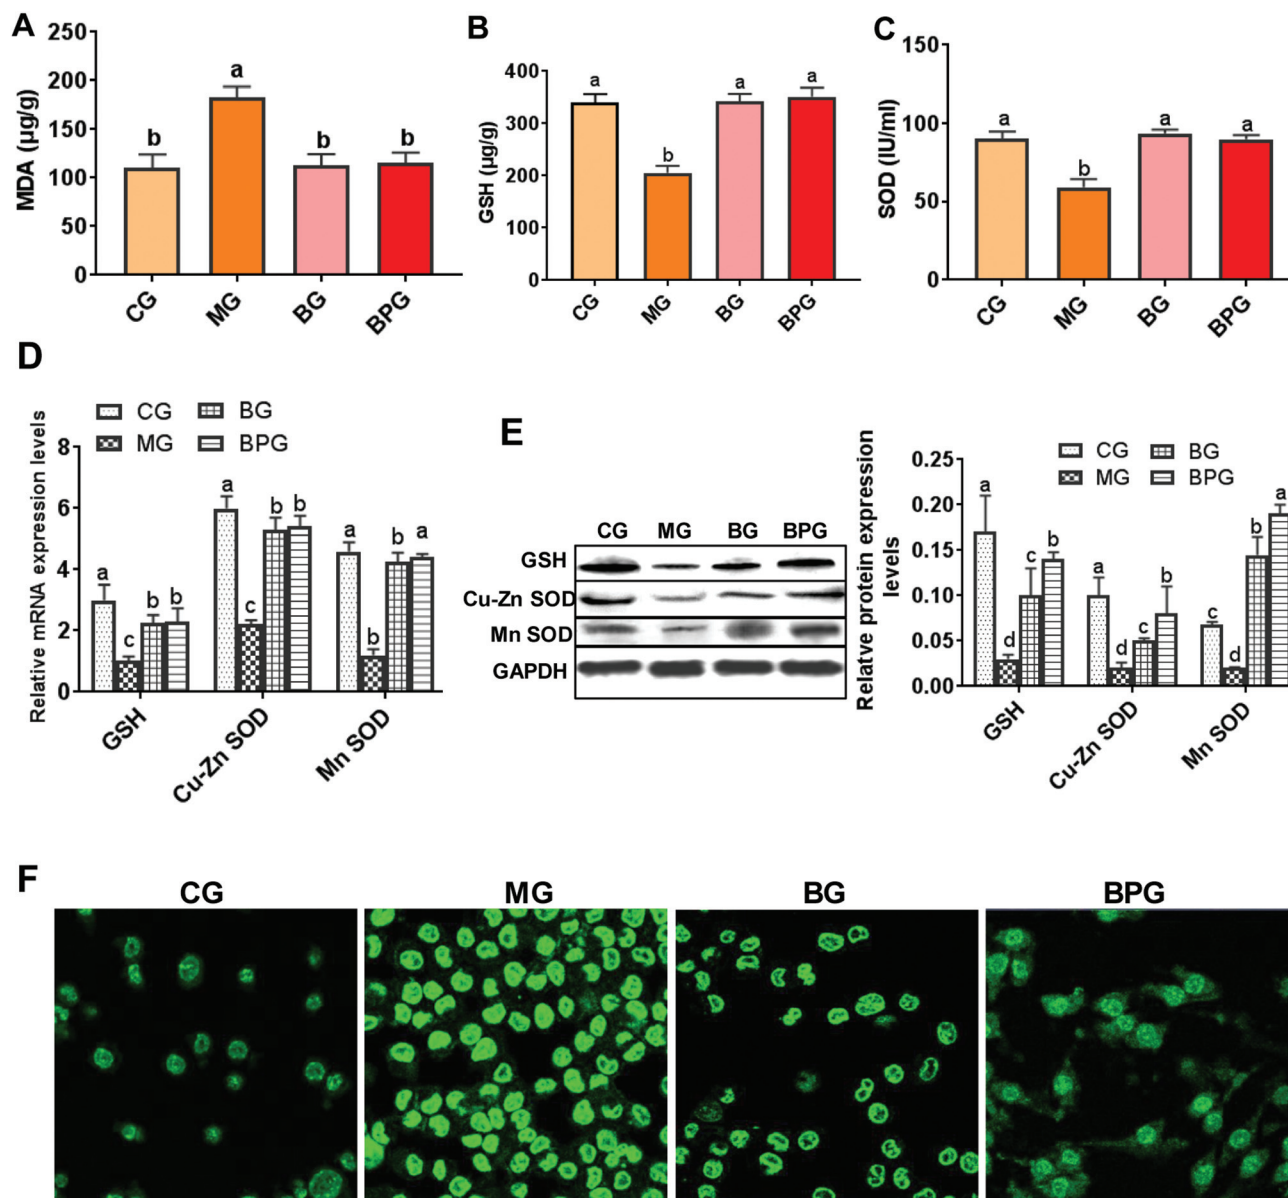 A
MDA (µg/g)
250
200
150
100
50
0
b
a
b
b
CG
MG
BG
BPG
B
GSH (µg/g)
400
300
200
100
0
a
b
a
a
CG
MG
BG
BPG
C
SOD (IU/ml)
150
100
50
0
a
b
a
a
CG
MG
BG
BPG
D
CG
BG
MG
BPG
Relative mRNA expression levels
8
6
4
2
0
a
c
b
b
a
c
b
b
a
b
b
a
GSH
Cu-Zn SOD
Mn SOD
E
CG
MG
BG
BPG
GSH
Cu-Zn SOD
Mn SOD
GAPDH
Relative protein expression
levels
CG
BG
MG
BPG
0.25
0.20
0.15
0.10
0.05
0.00
a
d
c
b
a
d
c
b
c
d
b
a
GSH
Cu-Zn SOD
Mn SOD
F
CG
MG
BG
BPG